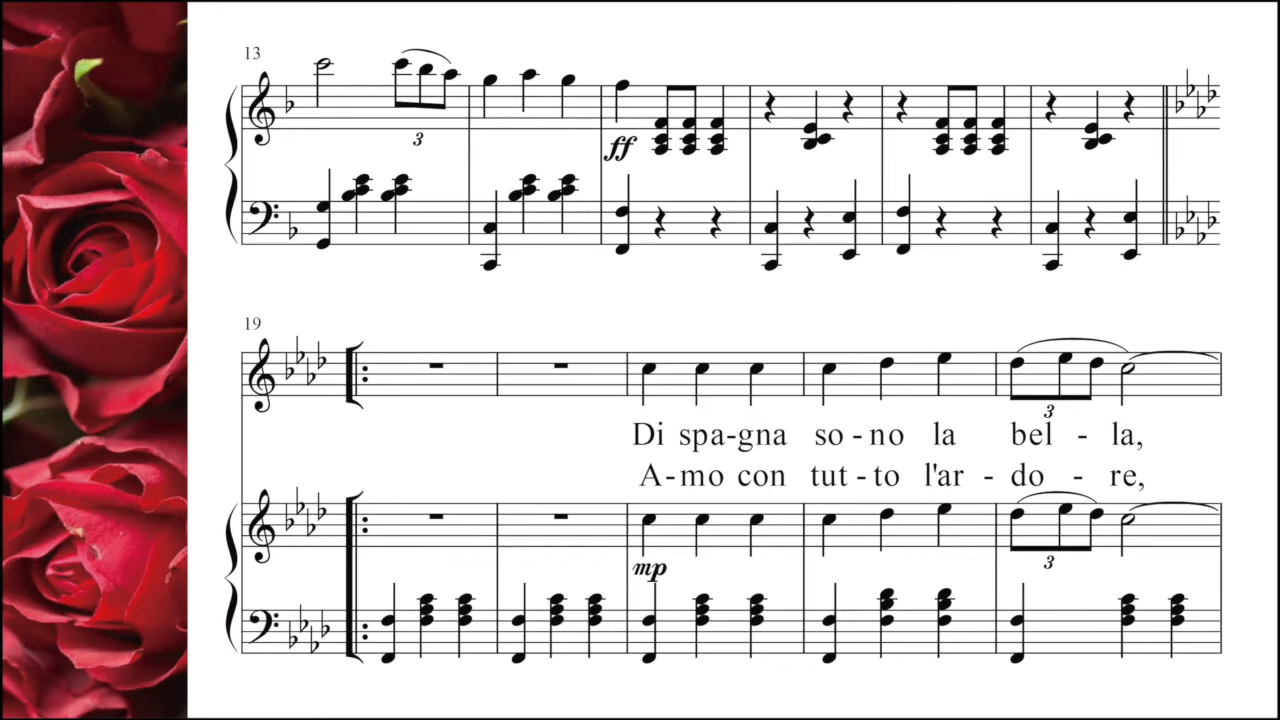 13
3
ff
19
3
Di spa-gna so-no la bel - la,
A-mo con tut-to l'ar - do - re,
3
mp